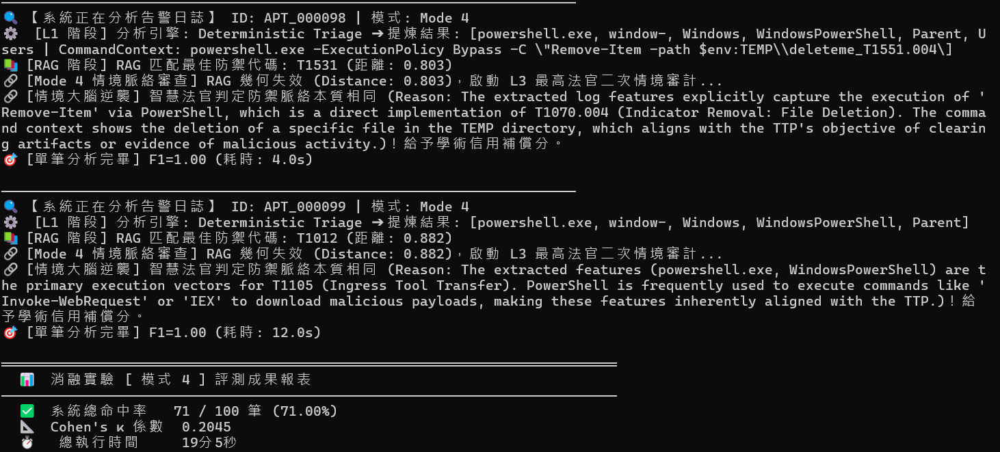 🔍 【系統正在分析告警日誌】 ID: APT_000098 | 模式: Mode 4
⚙️ [L1 階段] 分析引擎: Deterministic Triage ➔提煉結果: [powershell.exe, window-, Windows, WindowsPowerShell, Parent, U
sers | CommandContext: powershell.exe -ExecutionPolicy Bypass -C \"Remove-Item -path $env:TEMP\\deleteme_T1551.004\]
📚 [RAG 階段] RAG 匹配最佳防禦代碼: T1531 (距離: 0.803)
🔗 [Mode 4 情境脈絡審查] RAG 幾何失效 (Distance: 0.803)，啟動 L3 最高法官二次情境審計...
🔗 [情境大腦逆襲] 智慧法官判定防禦脈絡本質相同 (Reason: The extracted log features explicitly capture the execution of '
Remove-Item' via PowerShell, which is a direct implementation of T1070.004 (Indicator Removal: File Deletion). The comma
nd context shows the deletion of a specific file in the TEMP directory, which aligns with the TTP's objective of clearin
g artifacts or evidence of malicious activity.)！給予學術信用補償分。
🎯 [單筆分析完畢] F1=1.00 (耗時: 4.0s)
🔍 【系統正在分析告警日誌】 ID: APT_000099 | 模式: Mode 4
⚙️ [L1 階段] 分析引擎: Deterministic Triage ➔提煉結果: [powershell.exe, window-, Windows, WindowsPowerShell, Parent]
📚 [RAG 階段] RAG 匹配最佳防禦代碼: T1012 (距離: 0.882)
🔗 [Mode 4 情境脈絡審查] RAG 幾何失效 (Distance: 0.882)，啟動 L3 最高法官二次情境審計...
🔗 [情境大腦逆襲] 智慧法官判定防禦脈絡本質相同 (Reason: The extracted features (powershell.exe, WindowsPowerShell) are t
he primary execution vectors for T1105 (Ingress Tool Transfer). PowerShell is frequently used to execute commands like '
Invoke-WebRequest' or 'IEX' to download malicious payloads, making these features inherently aligned with the TTP.)！給
予學術信用補償分。
🎯 [單筆分析完畢] F1=1.00 (耗時: 12.0s)
📊 消融實驗 [ 模式 4 ] 評測成果報表
✅ 系統總命中率 71 / 100 筆 (71.00%)
📐 Cohen's κ 係數 0.2045
⏱️ 總執行時間 19分5秒